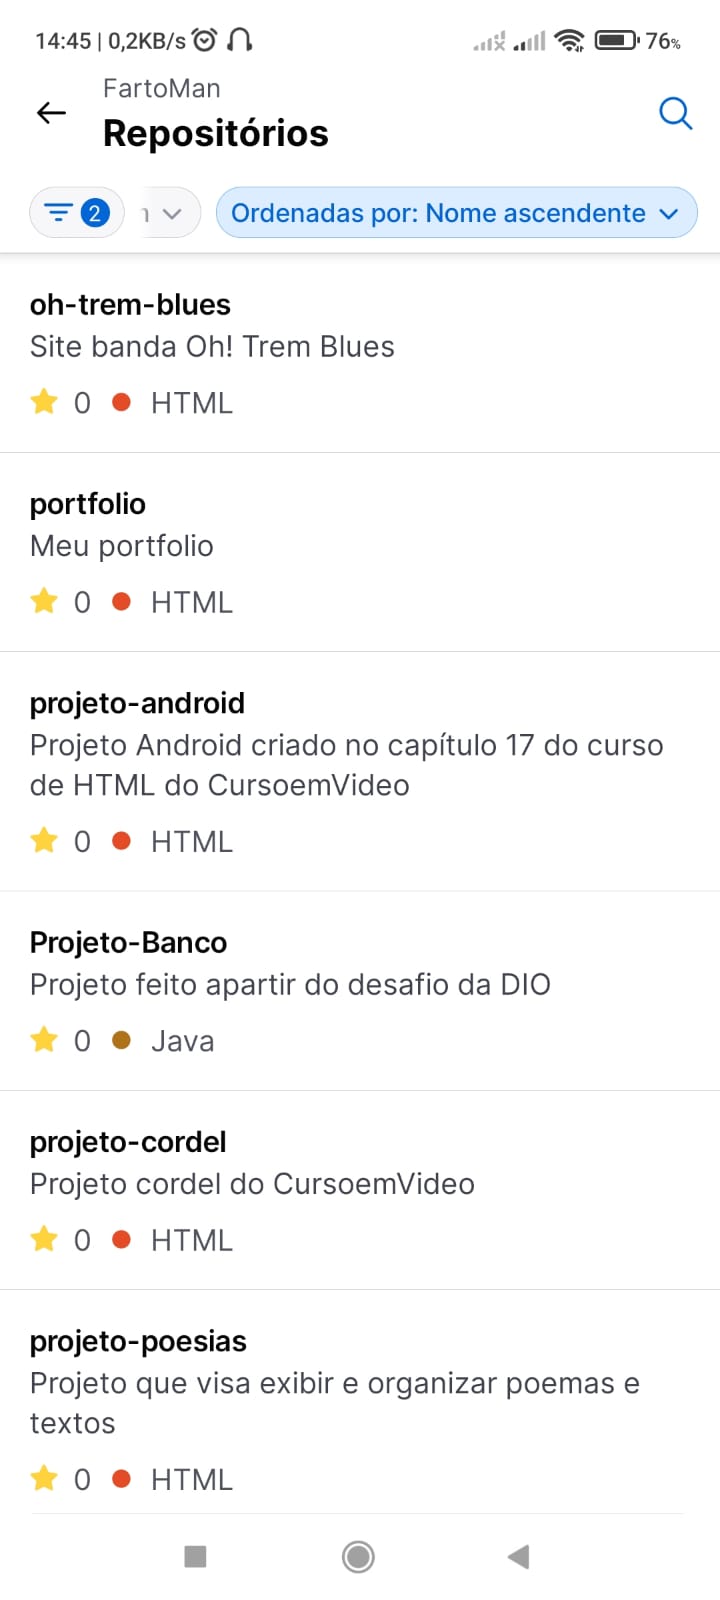 14:45 | 0,2KB/s
76%
FartoMan
Repositórios
2
Ordenadas por: Nome ascendente
oh-trem-blues
Site banda Oh! Trem Blues
0 HTML
portfolio
Meu portfolio
0 HTML
projeto-android
Projeto Android criado no capítulo 17 do curso
de HTML do CursoemVideo
0 HTML
Projeto-Banco
Projeto feito apartir do desafio da DIO
0 Java
projeto-cordel
Projeto cordel do CursoemVideo
0 HTML
projeto-poesias
Projeto que visa exibir e organizar poemas e
textos
0 HTML